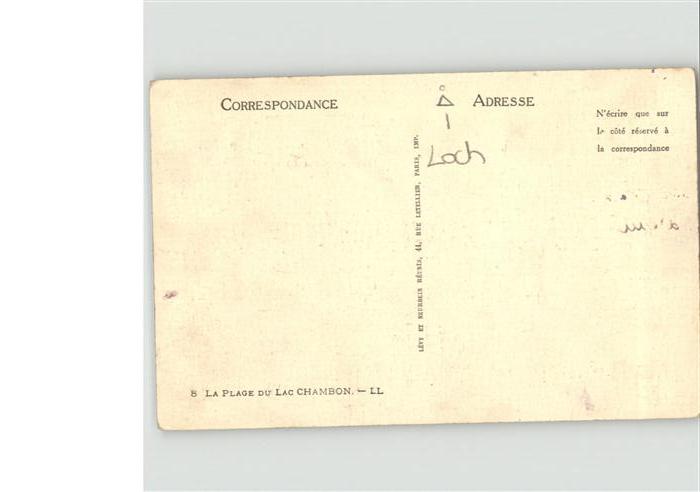 CORRESPONDANCE
ADRESSE
N'écrire que sur
le côté réservé à
la correspondance
Loch
LÉVY ET NEURDEIN RÉUNIS, 44, RUE LETELLIER, PARIS, IMP.
8 LA PLAGE DU LAC CHAMBON. — LL